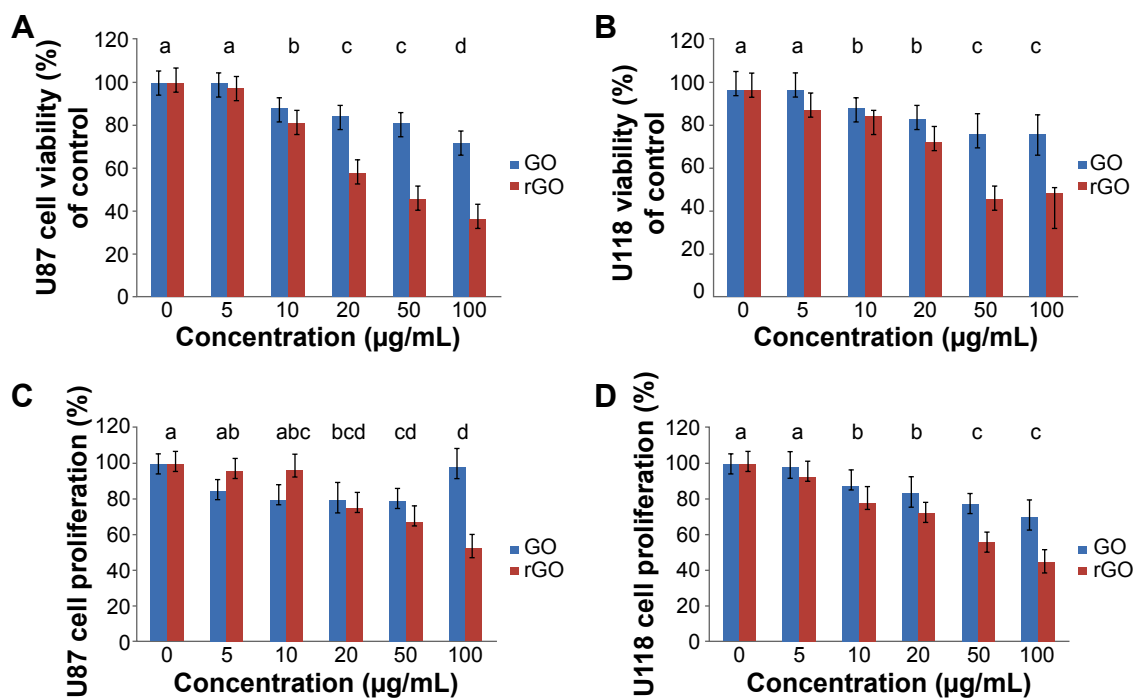 A
U87 cell viability (%)
of control
120
100
80
60
40
20
0
a a b c c d
0 5 10 20 50 100
Concentration (µg/mL)
GO
rGO
B
U118 viability (%)
of control
120
100
80
60
40
20
0
a a b b c c
0 5 10 20 50 100
Concentration (µg/mL)
GO
rGO
C
U87 cell proliferation (%)
120
100
80
60
40
20
0
a ab abc bcd cd d
0 5 10 20 50 100
Concentration (µg/mL)
GO
rGO
D
U118 cell proliferation (%)
120
100
80
60
40
20
0
a a b b c c
0 5 10 20 50 100
Concentration (µg/mL)
GO
rGO